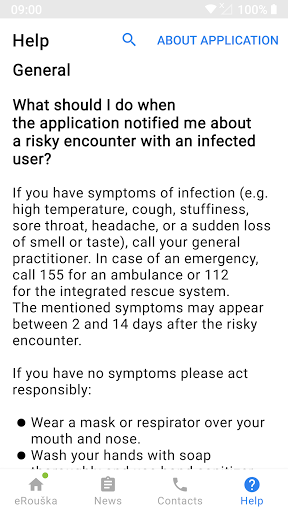 09:00
100%
Help
ABOUT APPLICATION
General
What should I do when
the application notified me about
a risky encounter with an infected
user?
If you have symptoms of infection (e.g.
high temperature, cough, stuffiness,
sore throat, headache, or a sudden loss
of smell or taste), call your general
practitioner. In case of an emergency,
call 155 for an ambulance or 112
for the integrated rescue system.
The mentioned symptoms may appear
between 2 and 14 days after the risky
encounter.
If you have no symptoms please act
responsibly:
● Wear a mask or respirator over your
mouth and nose.
● Wash your hands with soap
eRouška
News
Contacts
Help